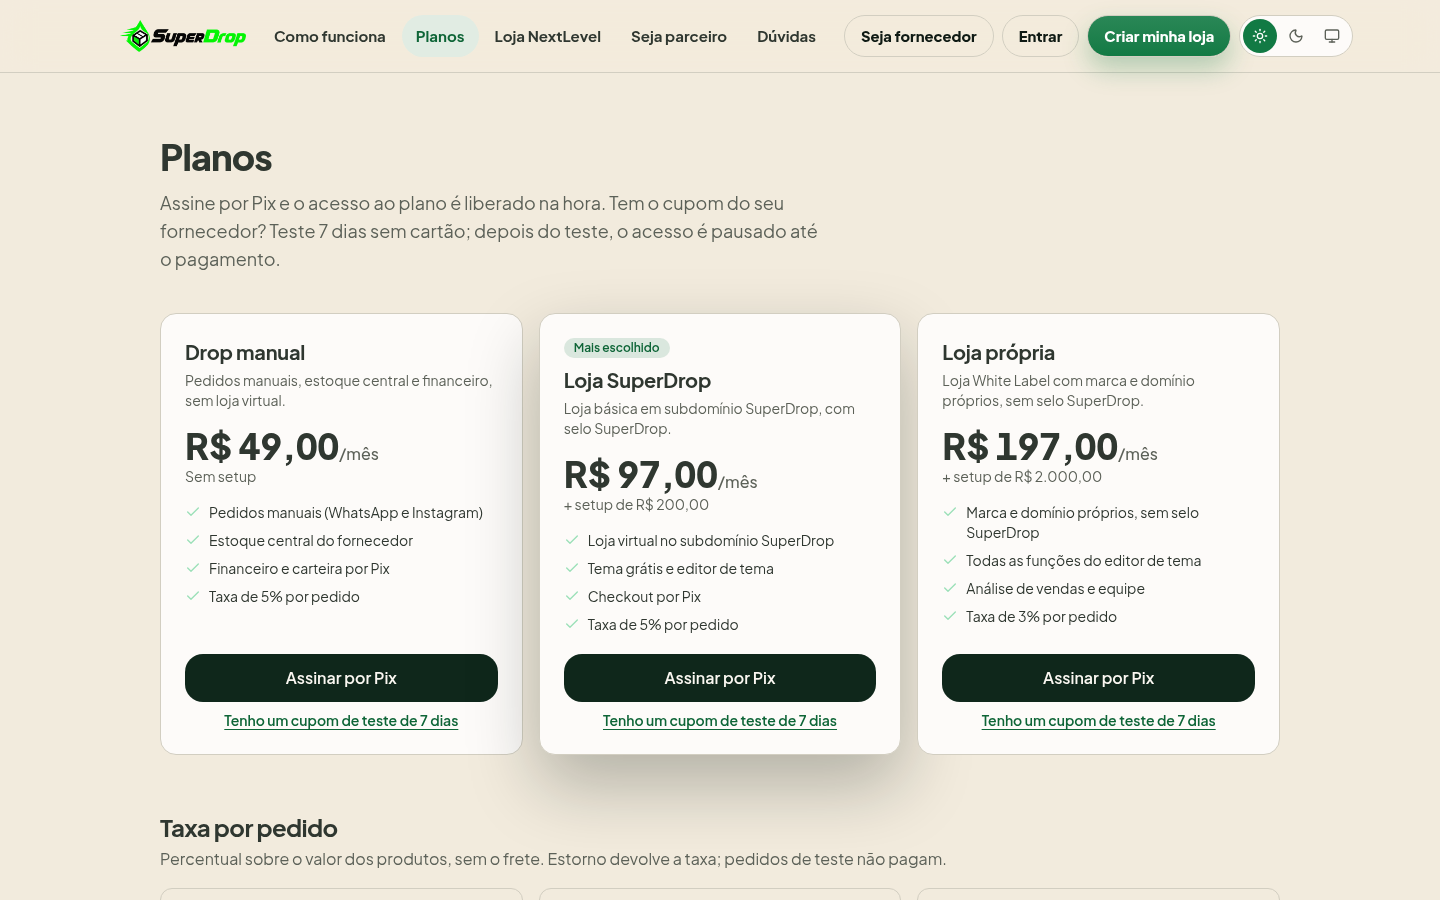 SuperDrop
Como funciona
Planos
Loja NextLevel
Seja parceiro
Dúvidas
Seja fornecedor
Entrar
Criar minha loja
Planos
Assine por Pix e o acesso ao plano é liberado na hora. Tem o cupom do seu
fornecedor? Teste 7 dias sem cartão; depois do teste, o acesso é pausado até
o pagamento.
Drop manual
Pedidos manuais, estoque central e financeiro,
sem loja virtual.
R$ 49,00/mês
Sem setup
Pedidos manuais (WhatsApp e Instagram)
Estoque central do fornecedor
Financeiro e carteira por Pix
Taxa de 5% por pedido
Assinar por Pix
Tenho um cupom de teste de 7 dias
Mais escolhido
Loja SuperDrop
Loja básica em subdomínio SuperDrop, com
selo SuperDrop.
R$ 97,00/mês
+ setup de R$ 200,00
Loja virtual no subdomínio SuperDrop
Tema grátis e editor de tema
Checkout por Pix
Taxa de 5% por pedido
Assinar por Pix
Tenho um cupom de teste de 7 dias
Loja própria
Loja White Label com marca e domínio
próprios, sem selo SuperDrop.
R$ 197,00/mês
+ setup de R$ 2.000,00
Marca e domínio próprios, sem selo
SuperDrop
Todas as funções do editor de tema
Análise de vendas e equipe
Taxa de 3% por pedido
Assinar por Pix
Tenho um cupom de teste de 7 dias
Taxa por pedido
Percentual sobre o valor dos produtos, sem o frete. Estorno devolve a taxa; pedidos de teste não pagam.